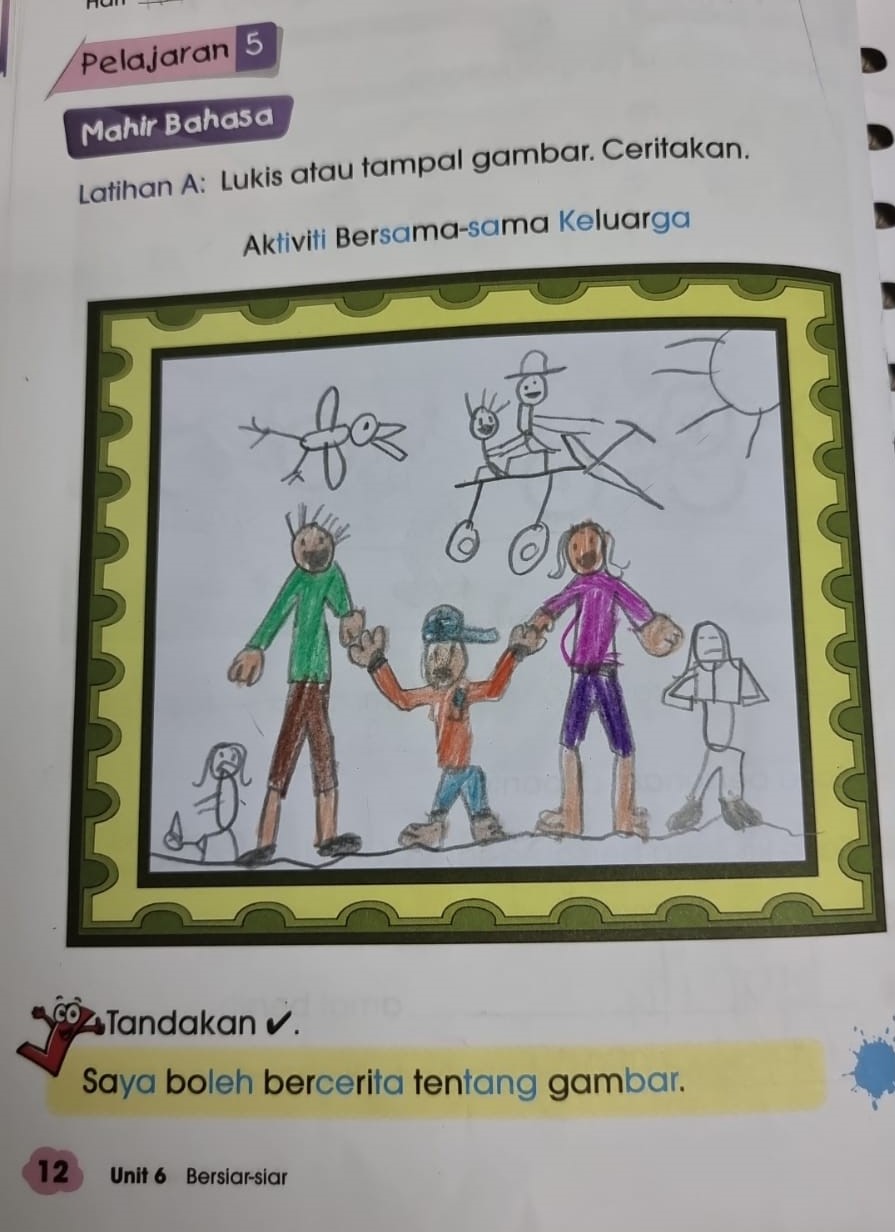 Pelajaran 5
Mahir Bahasa
Latihan A: Lukis atau tampal gambar. Ceritakan.
Aktiviti Bersama-sama Keluarga
Tandakan ✔.
Saya boleh bercerita tentang gambar.
12 Unit 6 Bersiar-siar